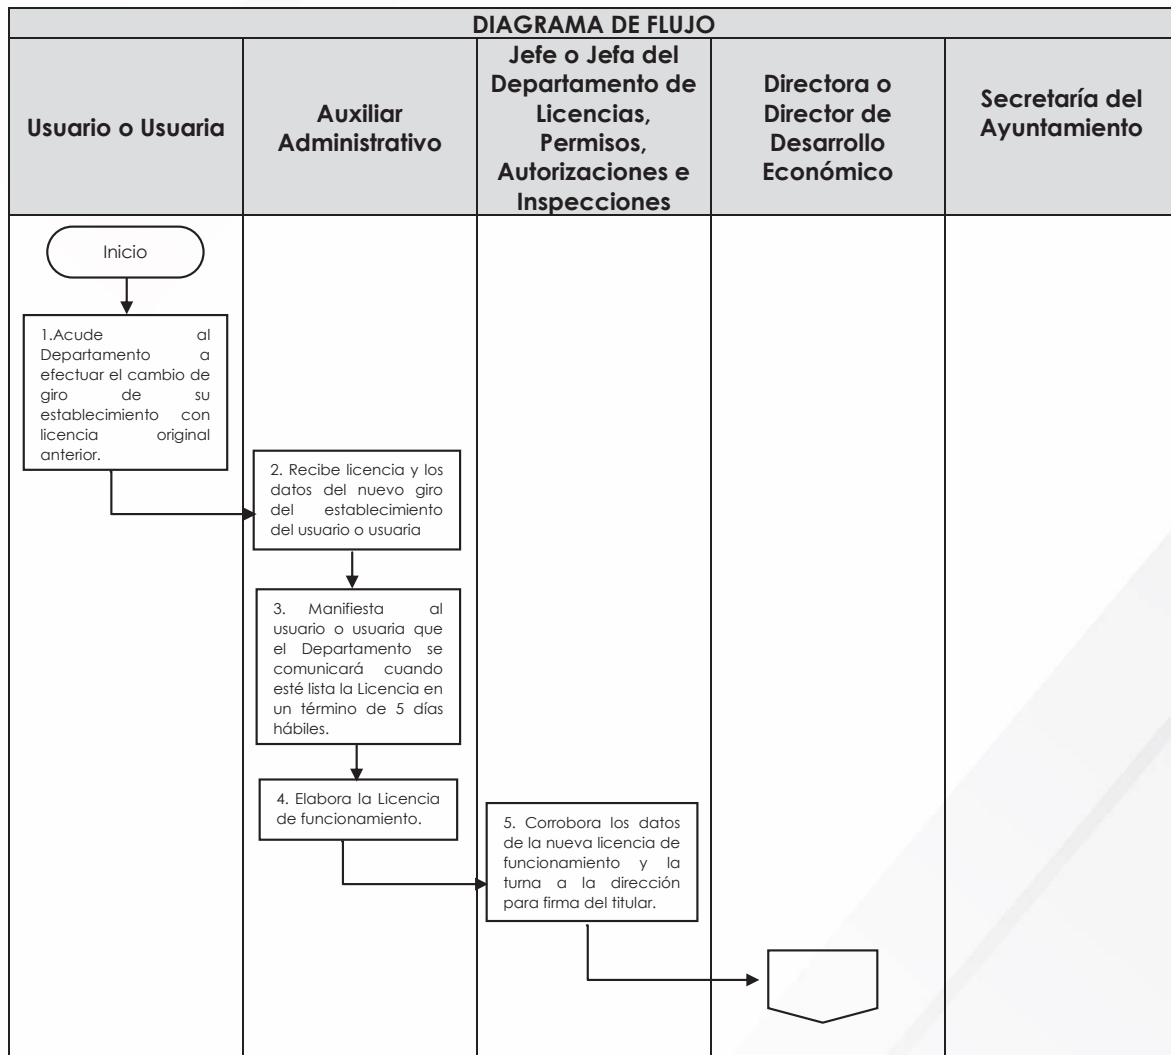 DIAGRAMA DE FLUJO
Usuario o Usuaria
Auxiliar
Administrativo
Jefe o Jefa del
Departamento de
Licencias,
Permisos,
Autorizaciones e
Inspecciones
Directora o
Director de
Desarrollo
Económico
Secretaría del
Ayuntamiento
Inicio
1.Acude al
Departamento a
efectuar el cambio de
giro de su
establecimiento con
licencia original
anterior.
2. Recibe licencia y los
datos del nuevo giro
del establecimiento
del usuario o usuaria
3. Manifiesta al
usuario o usuaria que
el Departamento se
comunicará cuando
esté lista la Licencia en
un término de 5 días
hábiles.
4. Elabora la Licencia
de funcionamiento.
5. Corrobora los datos
de la nueva licencia de
funcionamiento y la
turna a la dirección
para firma del titular.